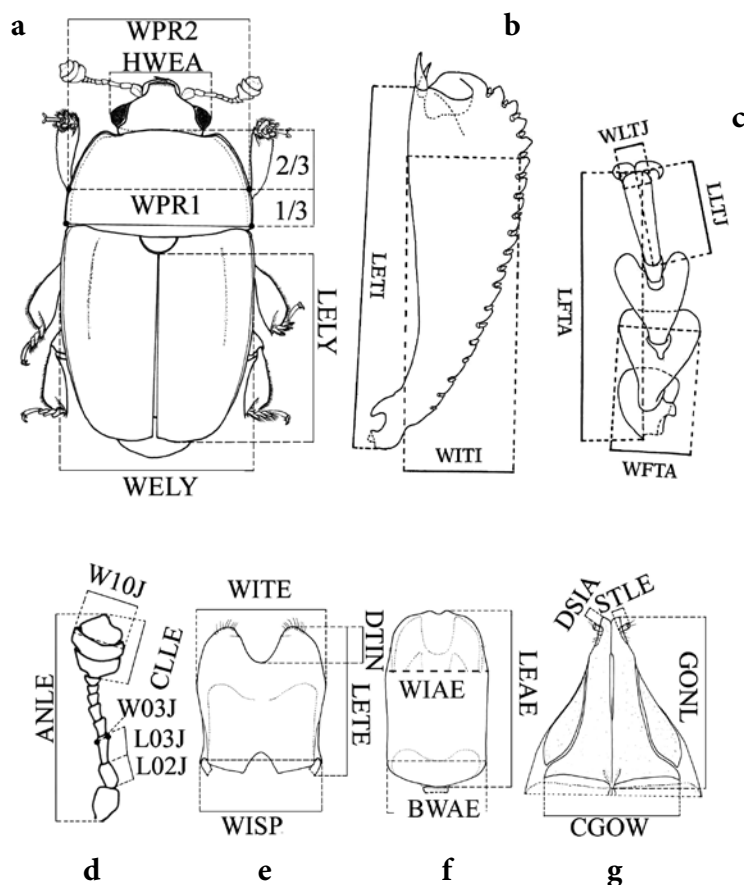 a
WPR2
HWEA
2/3
WPR1
1/3
LELY
WELY
b
LETI
WITI
c
WLTJ
LLTJ
LFTA
WFTA
W10J
CLLE
ANLE
W03J
L03J
L02J
d
WITE
DTIN
LETE
WISP
e
WIAE
LEAE
BWAE
f
DSIA
STLE
GONL
CGOW
g